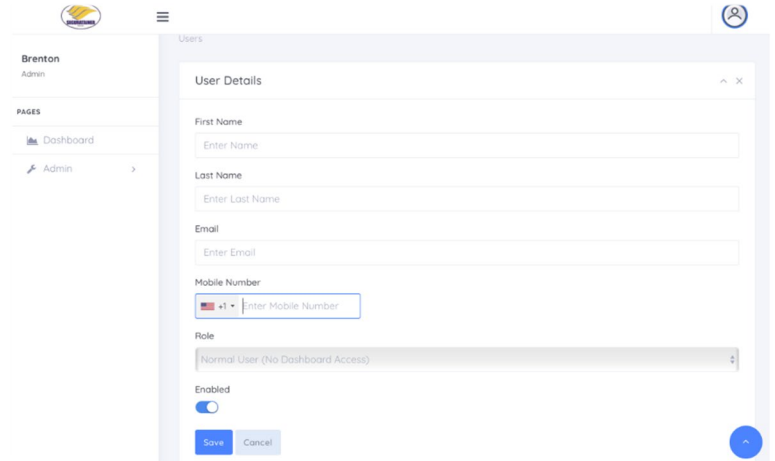 Users
Brenton
Admin
PAGES
Dashboard
Admin
User Details
First Name
Enter Name
Last Name
Enter Last Name
Email
Enter Email
Mobile Number
+1 Enter Mobile Number
Role
Normal User (No Dashboard Access)
Enabled
Save Cancel